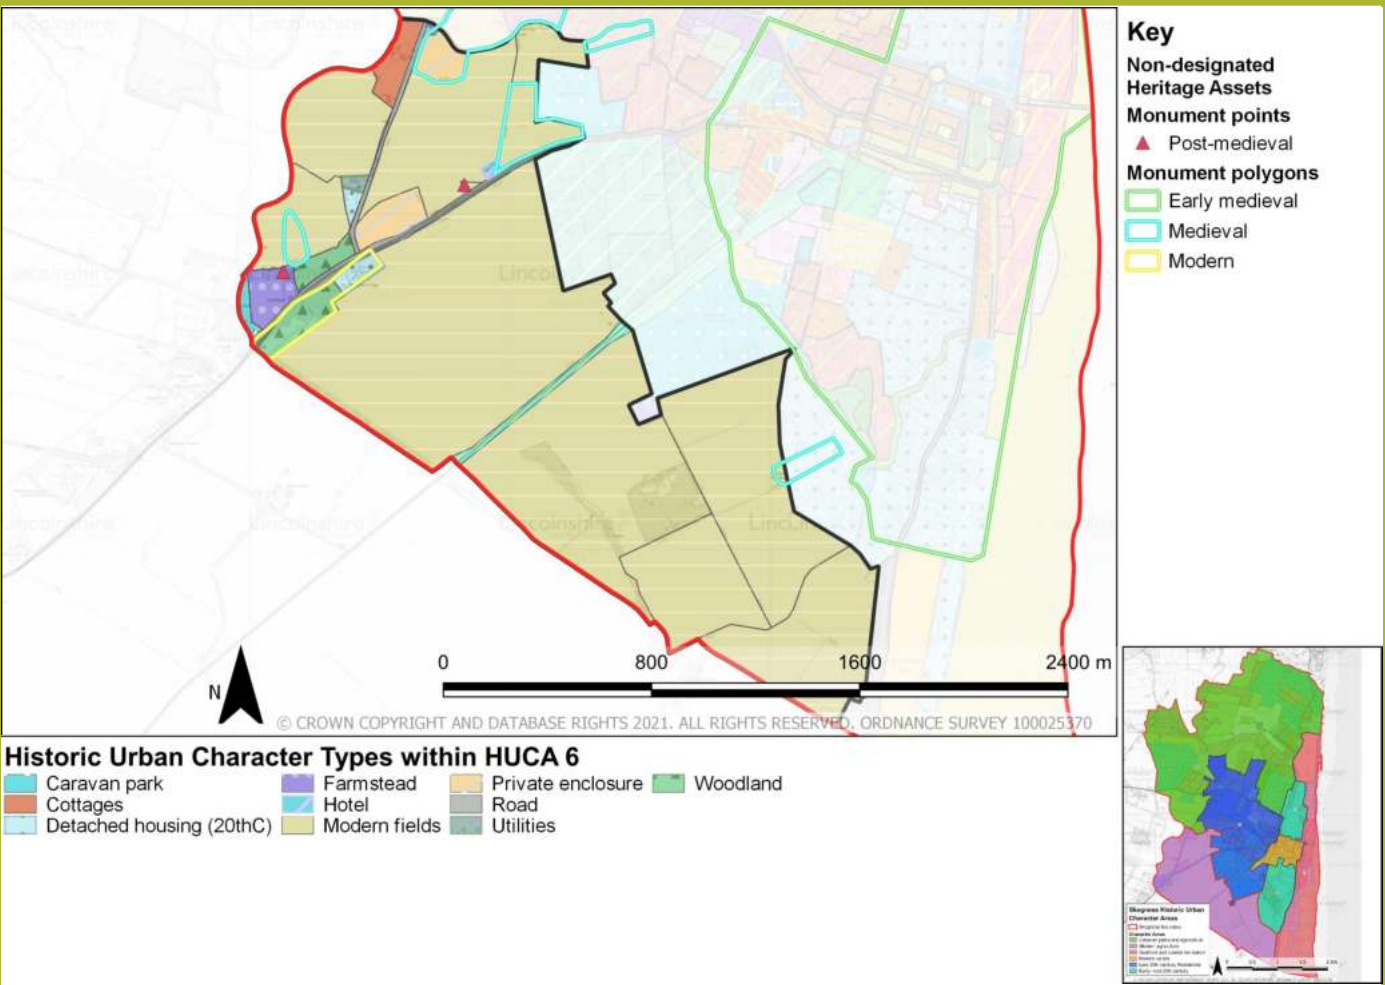 Key
Non-designated
Heritage Assets
Monument points
Post-medieval
Monument polygons
Early medieval
Medieval
Modern
Lincolnshire
0 800 1600 2400 m
N
© CROWN COPYRIGHT AND DATABASE RIGHTS 2021. ALL RIGHTS RESERVED. ORDNANCE SURVEY 100025370
Historic Urban Character Types within HUCA 6
Caravan park
Cottages
Detached housing (20thC)
Farmstead
Hotel
Modern fields
Private enclosure
Road
Utilities
Woodland
Skegness Historic Urban
Character Areas